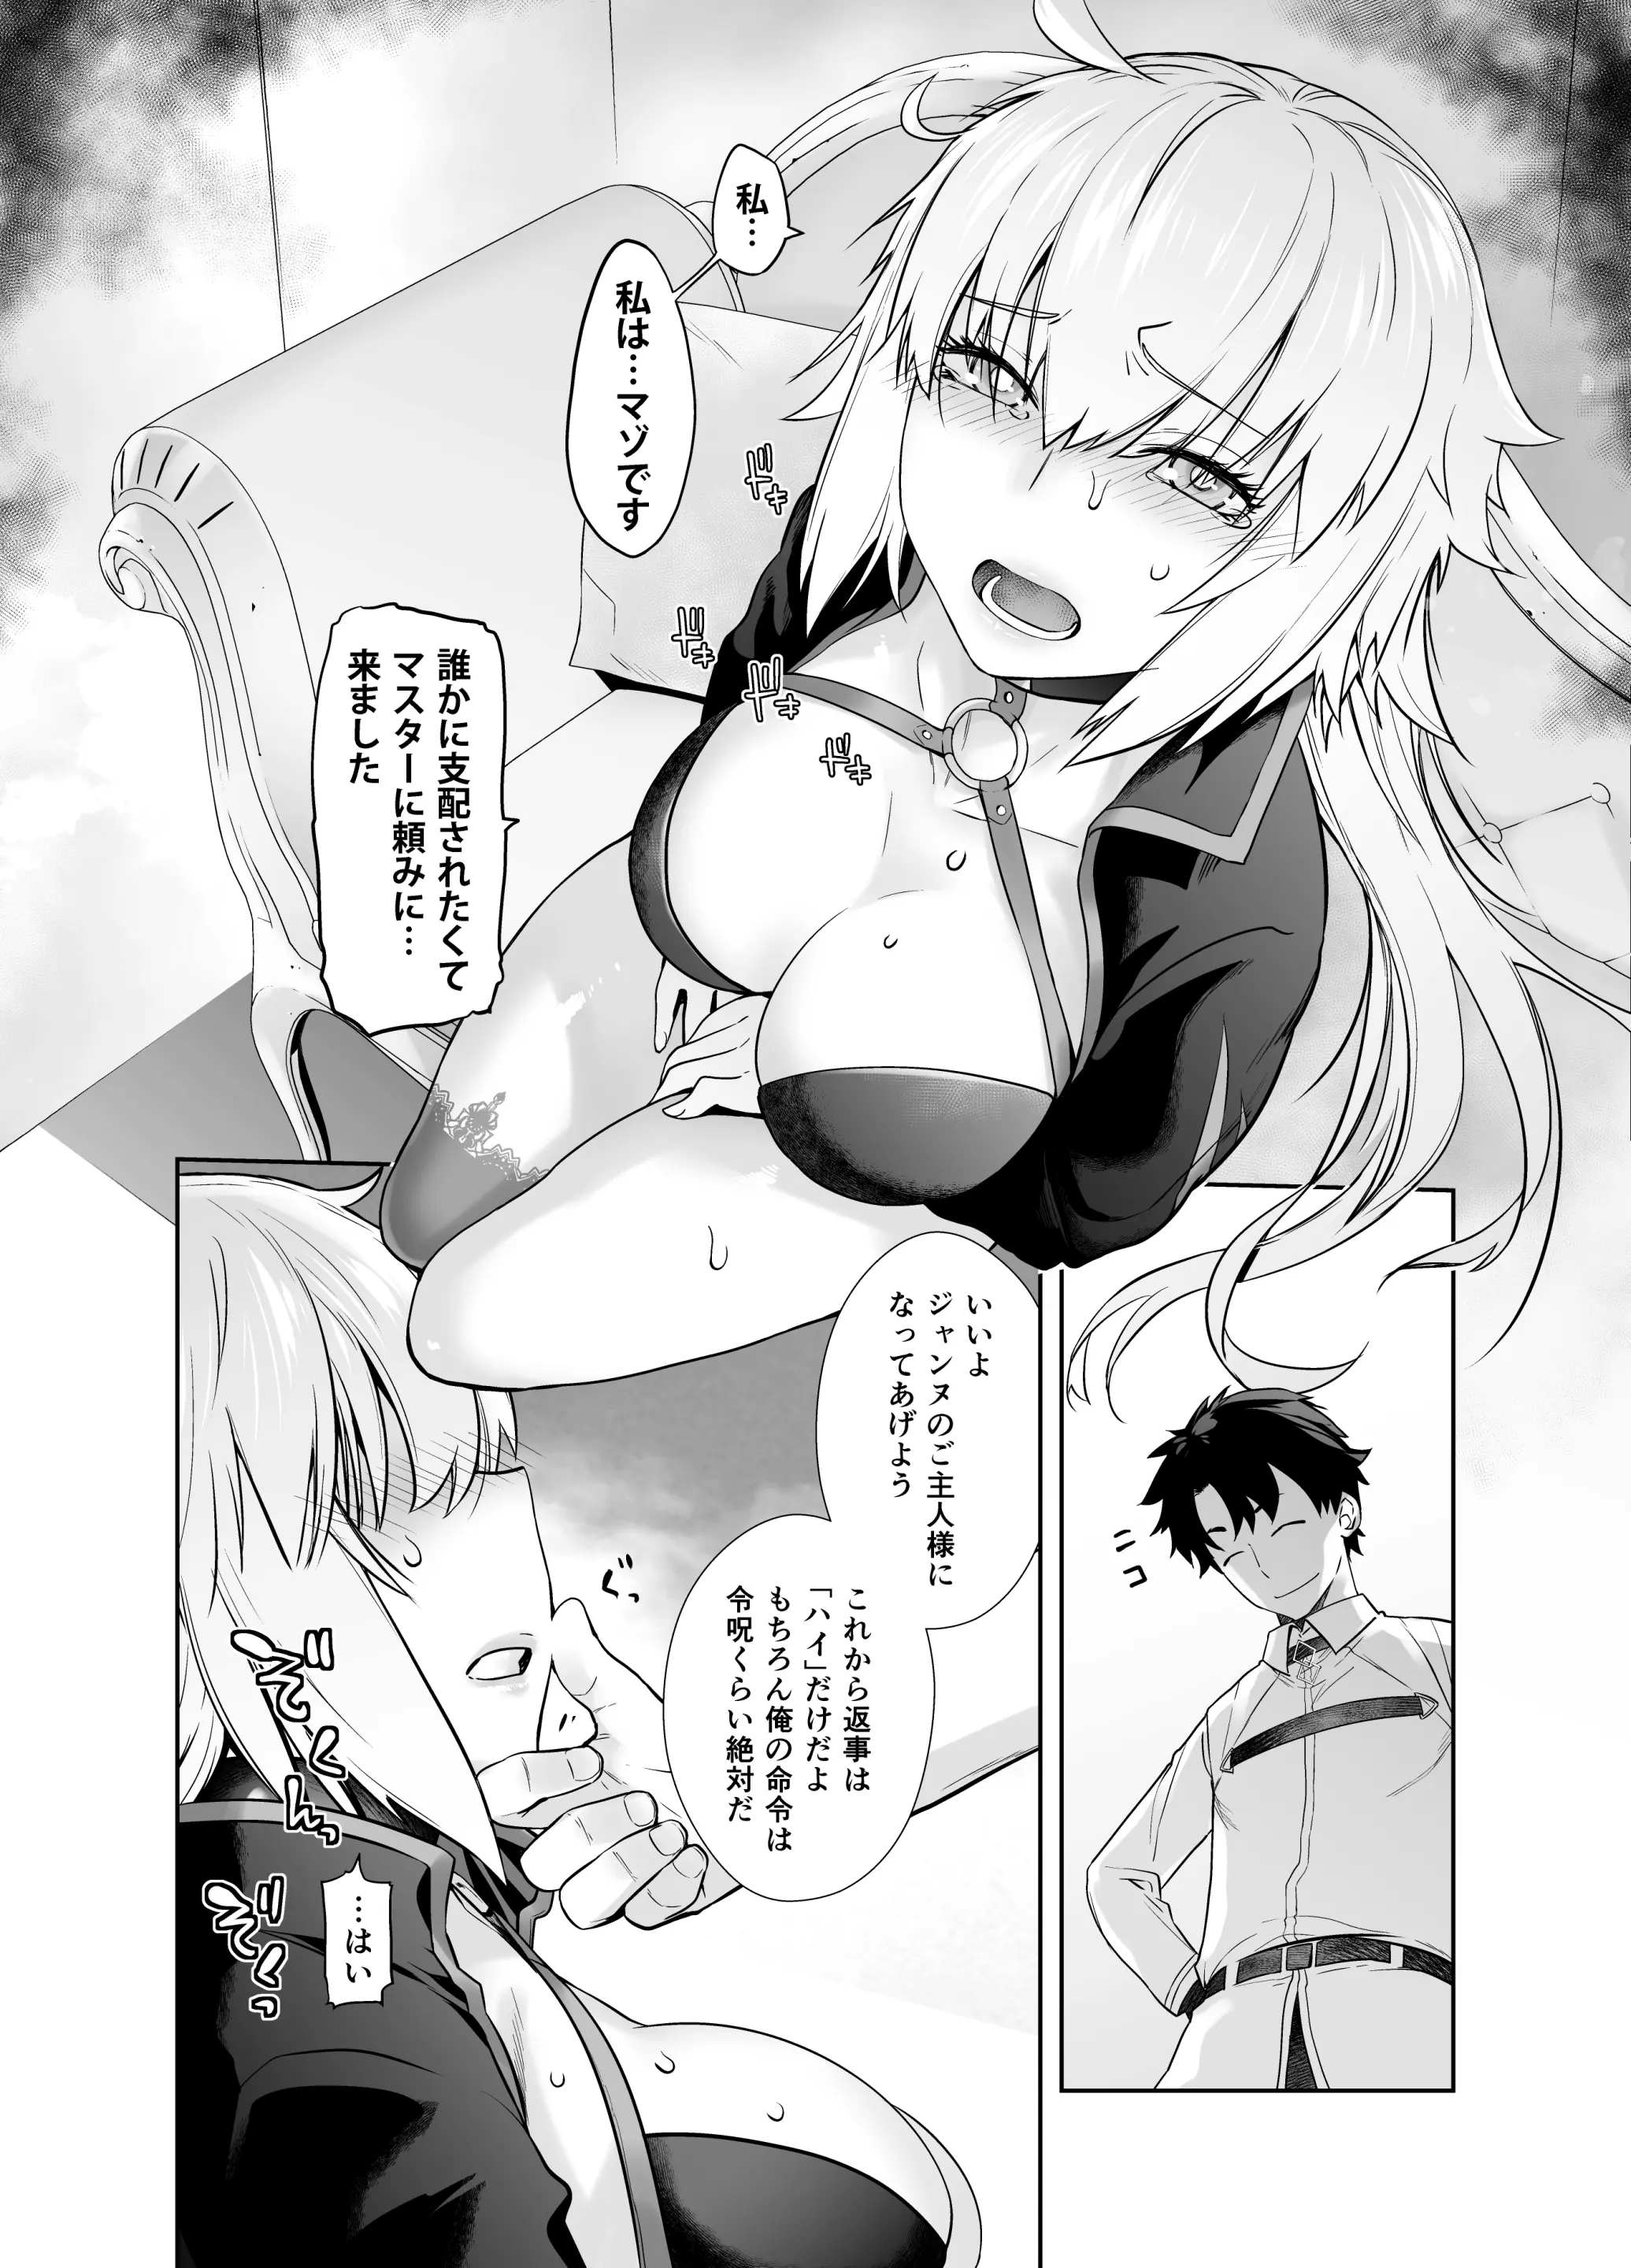 私…
私は…マゾです
ドキ
ドキ
ドキ
ドキ
誰かに支配されたくて
マスターに頼みに…
来ました
ニコ
いいよ
ジャンヌのご主人様に
なってあげよう
これから返事は
「ハイ」だけだよ
もちろん俺の命令は
令呪くらい絶対だ
ぐっ
ぞくんっ
ぞくくっ
…はい